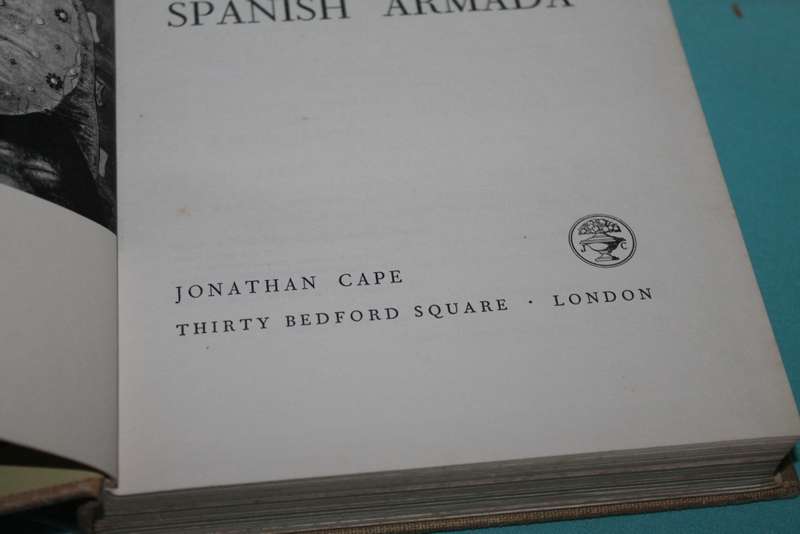 SPANISH ARMADA
J C
JONATHAN CAPE
THIRTY BEDFORD SQUARE · LONDON